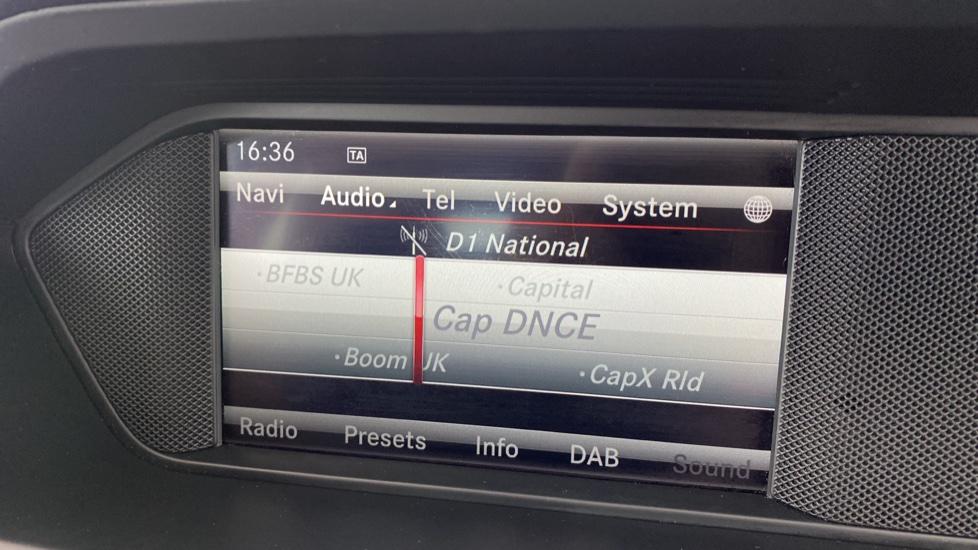 16:36 TA
Navi Audio Tel Video System
D1 National
·BFBS UK ·Capital
Cap DNCE
·Boom UK ·CapX Rld
Radio Presets Info DAB Sound